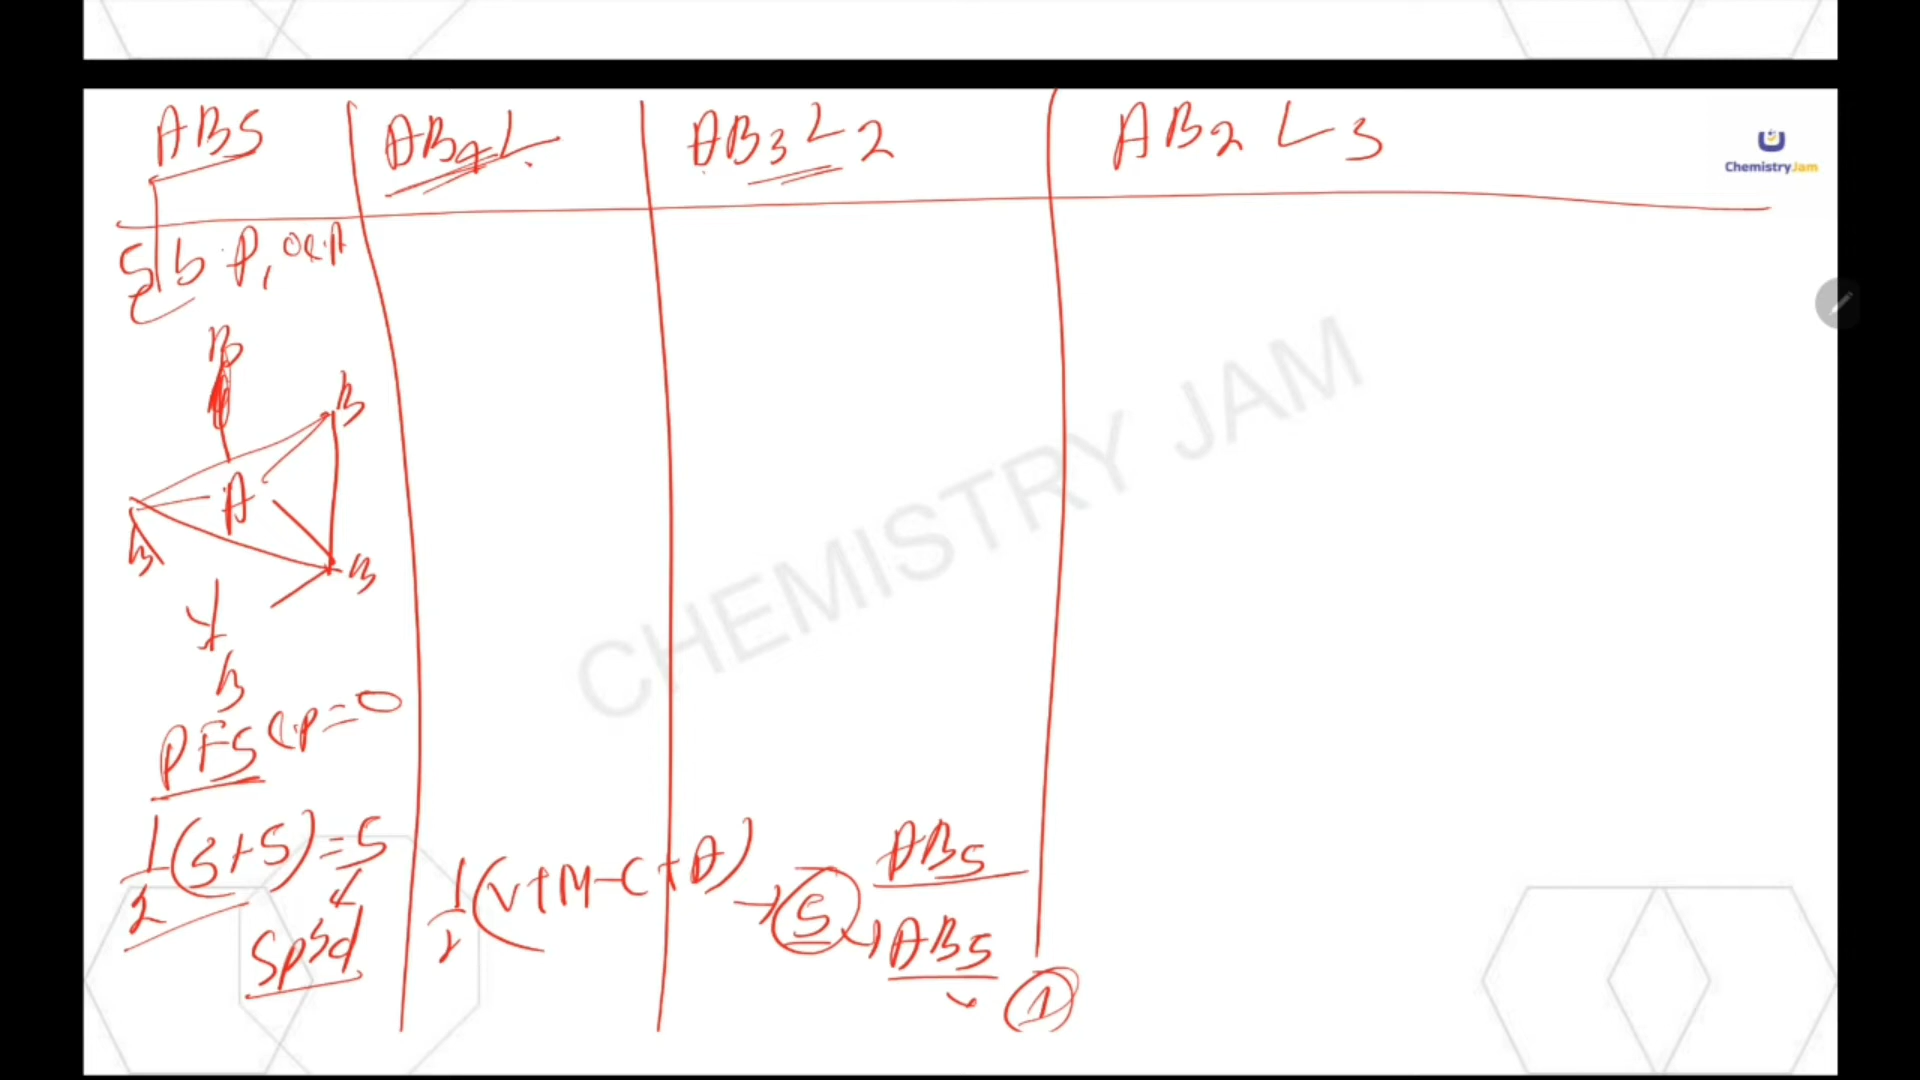 AB5 AB4L AB3L2 AB2L3
ChemistryJam
5 b P,
B
B
A
B
B
B
PF5 l.p=0
1/2(5+5)=5
sp3d
1/2(V+M-C+A) → 5 AB5
AB5
1
CHEMISTRY JAM